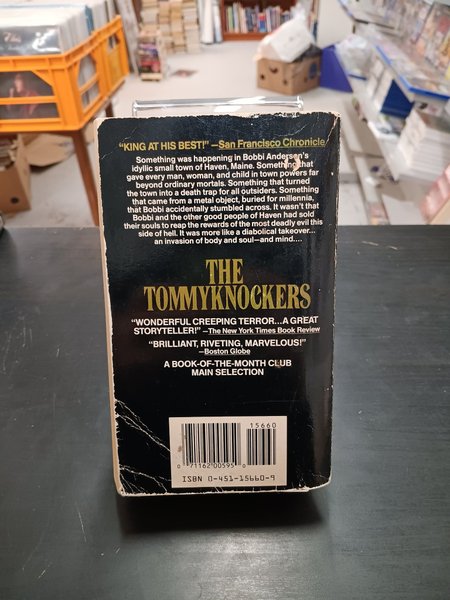 "KING AT HIS BEST!" —San Francisco Chronicle
Something was happening in Bobbi Andersen's
idyllic small town of Haven, Maine. Something that
gave every man, woman, and child in town powers far
beyond ordinary mortals. Something that turned
the town into a death trap for all outsiders. Something
that came from a metal object, buried for millennia,
that Bobbi accidentally stumbled across. It wasn't that
Bobbi and the other good people of Haven had sold
their souls to reap the rewards of the most deadly evil this
side of hell. It was more like a diabolical takeover...
an invasion of body and soul—and mind....
THE
TOMMYKNOCKERS
"WONDERFUL CREEPING TERROR...A GREAT
STORYTELLER!" —The New York Times Book Review
"BRILLIANT, RIVETING, MARVELOUS!"
—Boston Globe
A BOOK-OF-THE-MONTH CLUB
MAIN SELECTION
15660
0 71162 00595 0
ISBN 0-451-15660-9